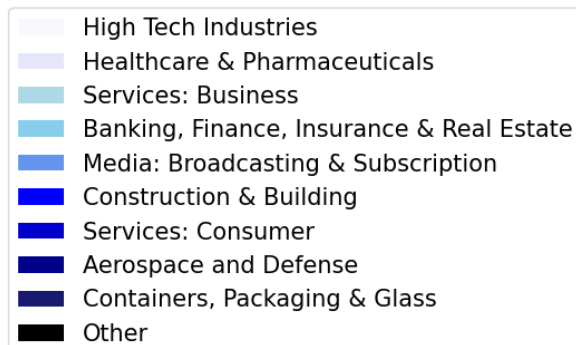 High Tech Industries
Healthcare & Pharmaceuticals
Services: Business
Banking, Finance, Insurance & Real Estate
Media: Broadcasting & Subscription
Construction & Building
Services: Consumer
Aerospace and Defense
Containers, Packaging & Glass
Other